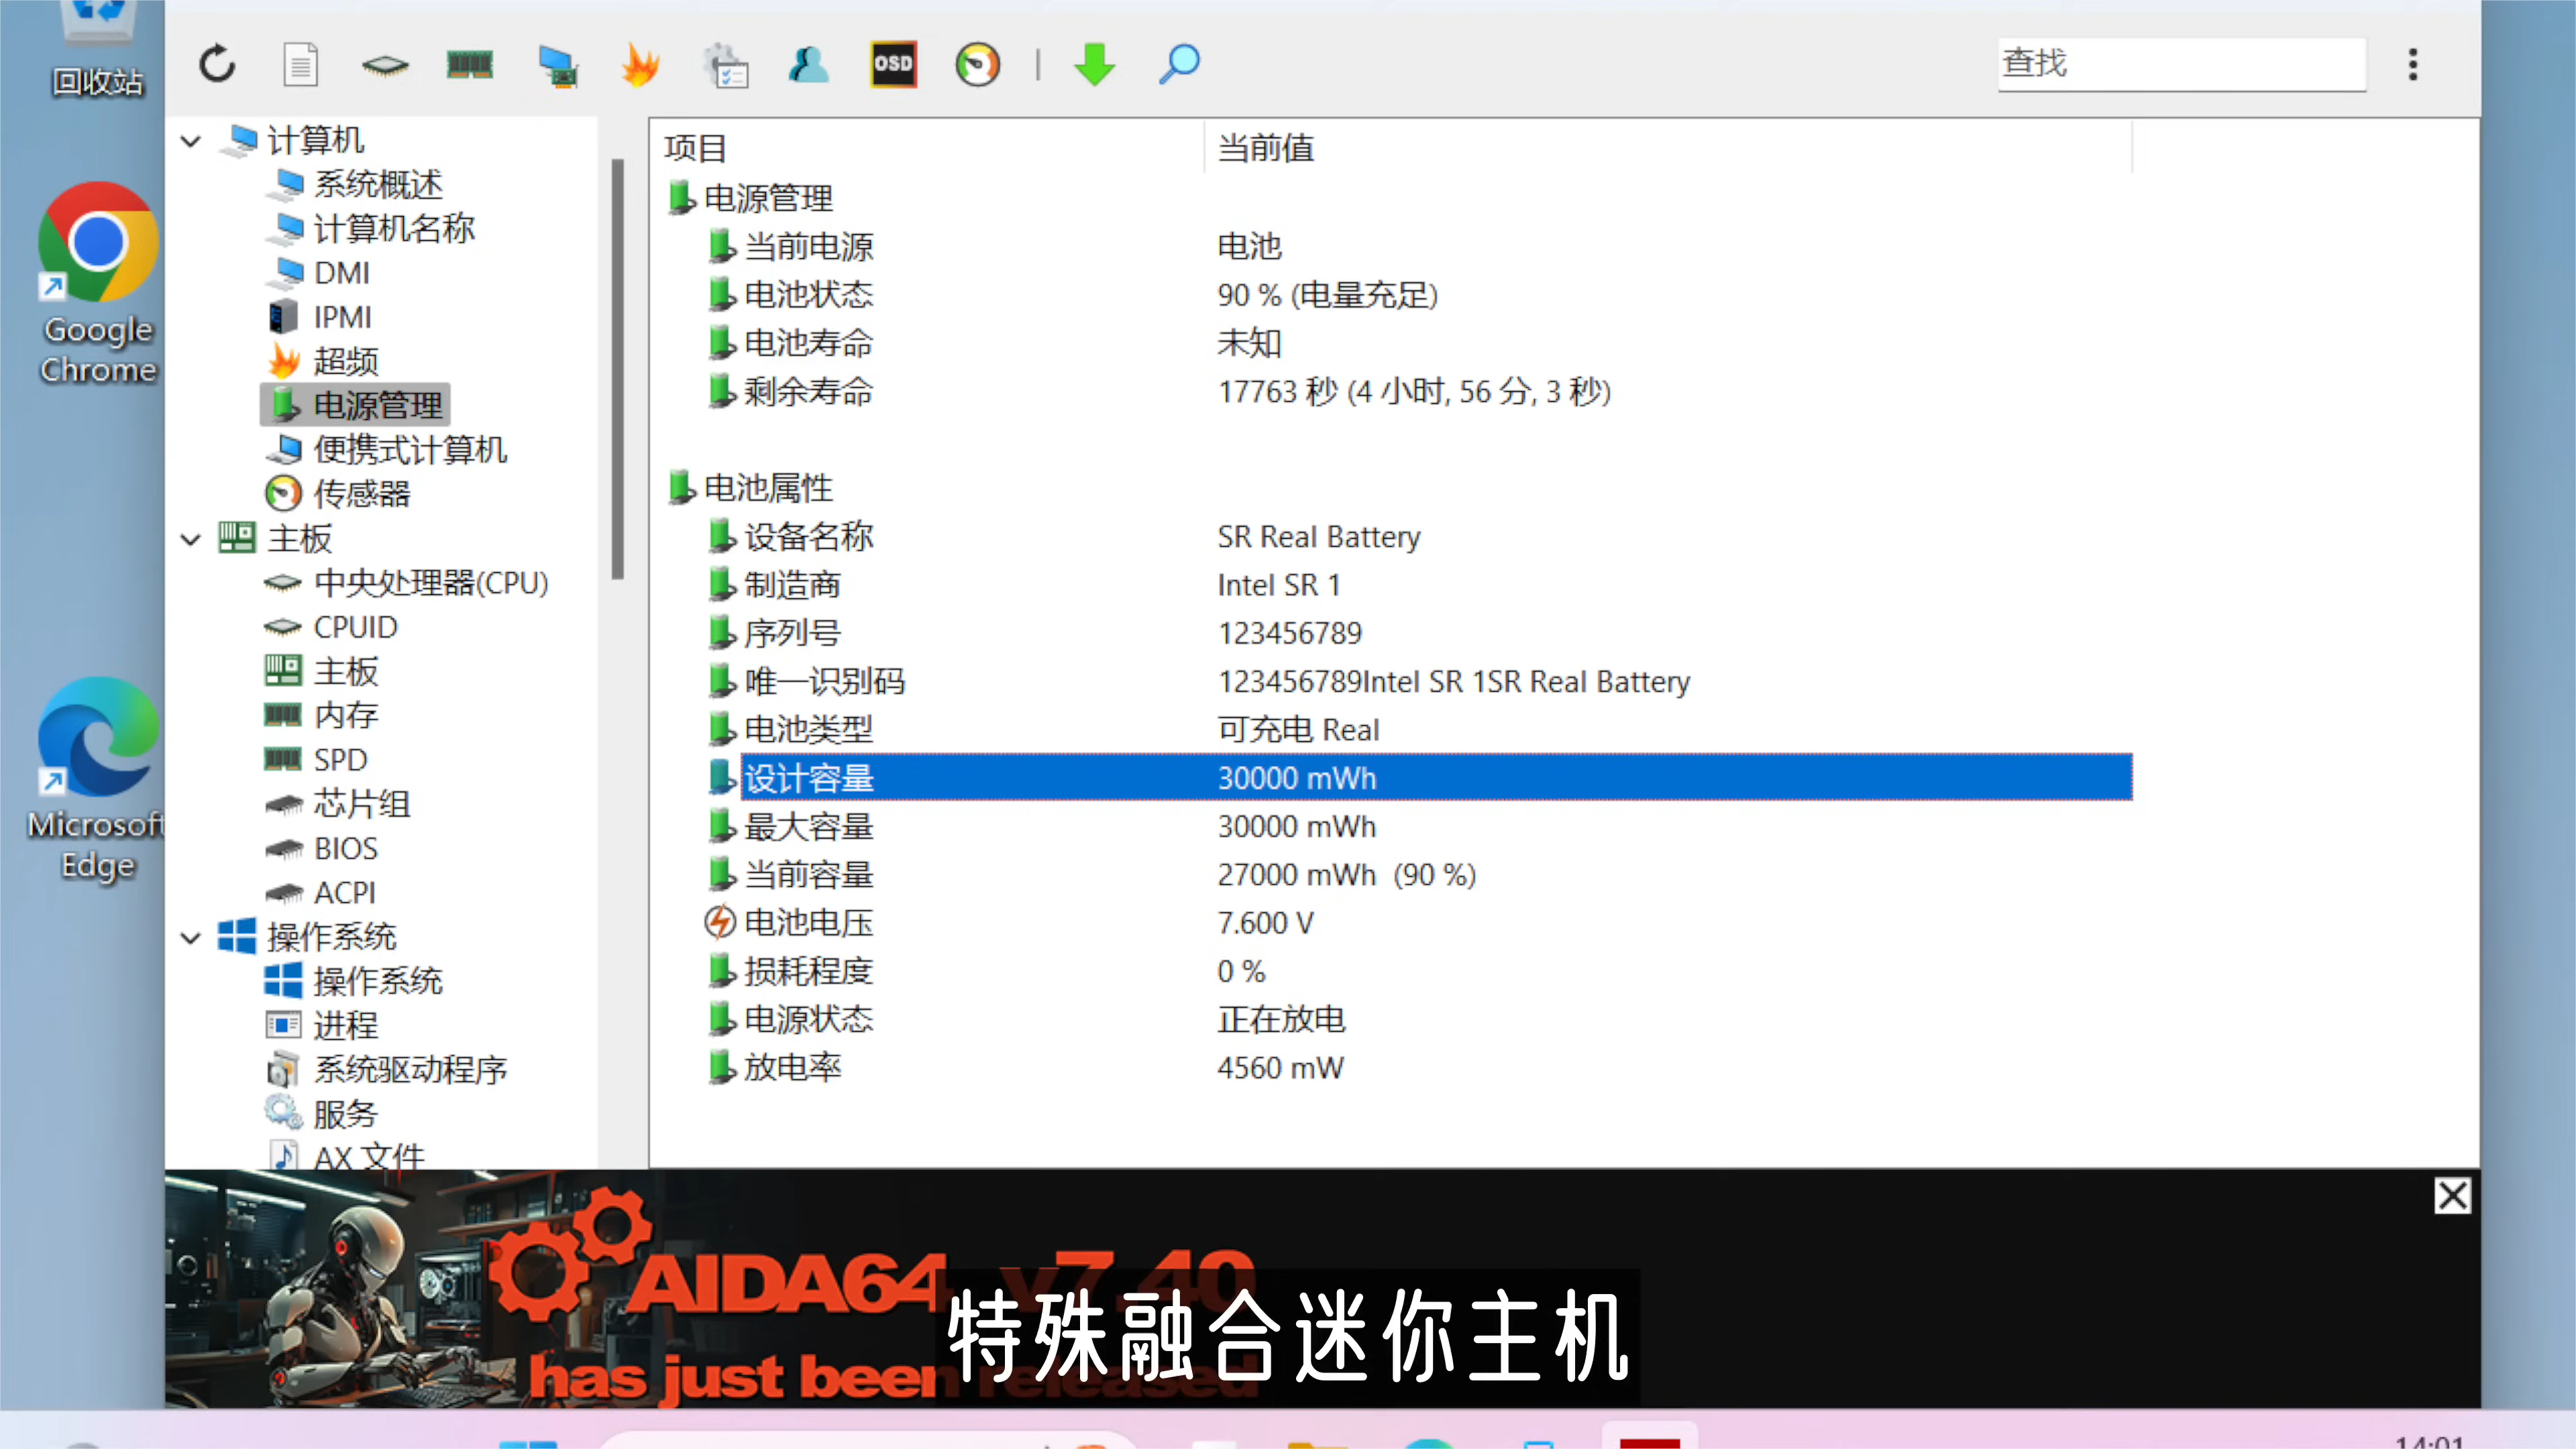 回收站
Google
Chrome
Microsoft
Edge
OSD
查找
计算机
系统概述
计算机名称
DMI
IPMI
超频
电源管理
便携式计算机
传感器
主板
中央处理器(CPU)
CPUID
主板
内存
SPD
芯片组
BIOS
ACPI
操作系统
操作系统
进程
系统驱动程序
服务
AX 文件
项目 当前值
电源管理
当前电源 电池
电池状态 90 % (电量充足)
电池寿命 未知
剩余寿命 17763 秒 (4 小时, 56 分, 3 秒)
电池属性
设备名称 SR Real Battery
制造商 Intel SR 1
序列号 123456789
唯一识别码 123456789Intel SR 1SR Real Battery
电池类型 可充电 Real
设计容量 30000 mWh
最大容量 30000 mWh
当前容量 27000 mWh (90 %)
电池电压 7.600 V
损耗程度 0 %
电源状态 正在放电
放电率 4560 mW
AIDA64 v7.40
has just been released
特殊融合迷你主机
14:01